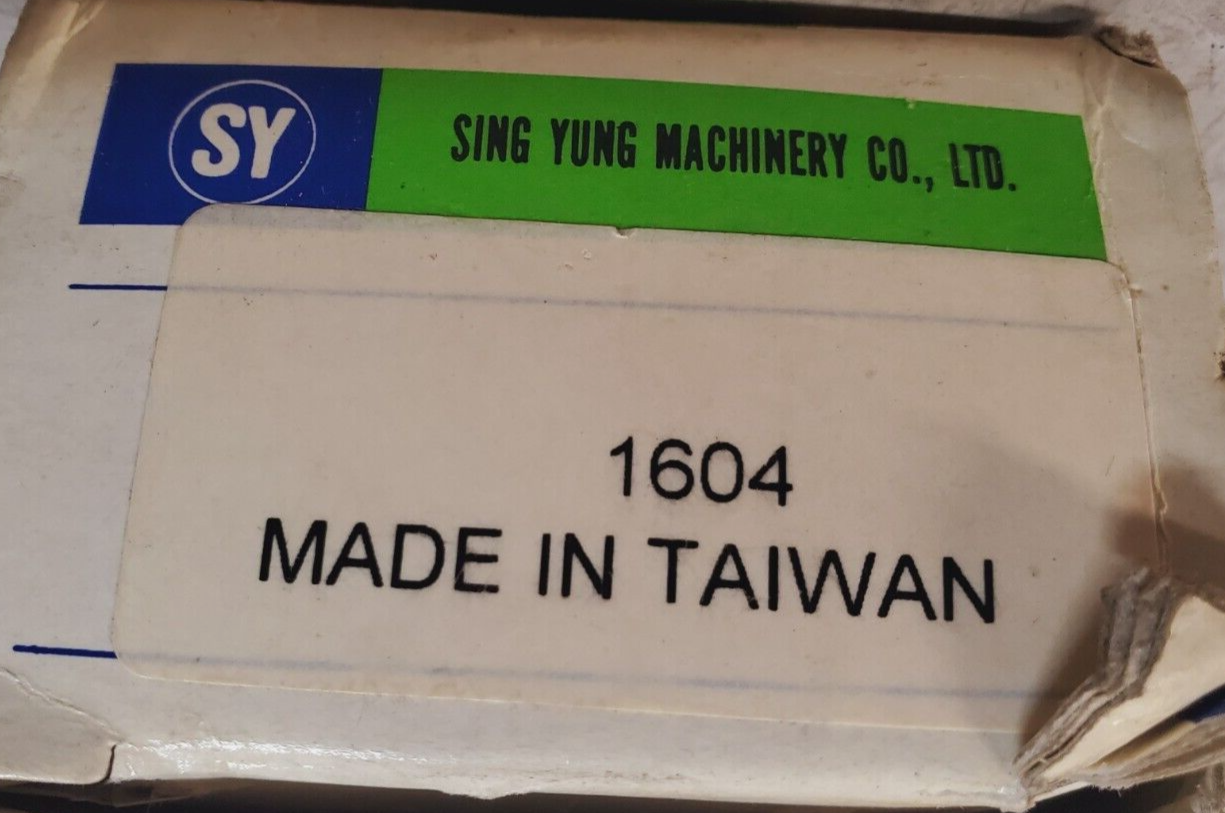 SY
SING YUNG MACHINERY CO., LTD.
1604
MADE IN TAIWAN